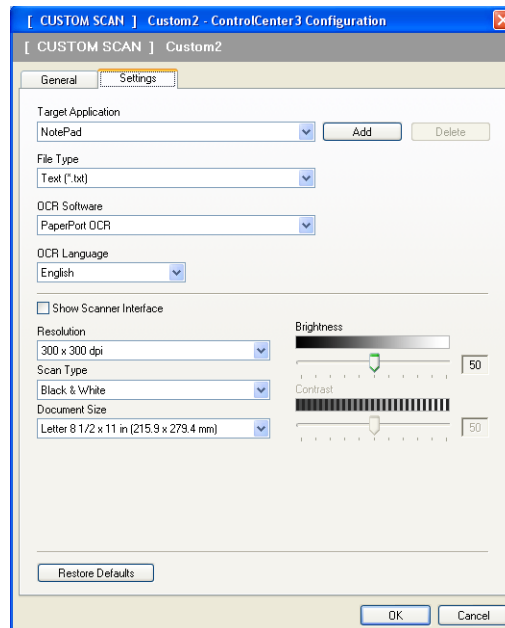 [ CUSTOM SCAN ] Custom2 - ControlCenter3 Configuration
[ CUSTOM SCAN ] Custom2
General Settings
Target Application
NotePad Add Delete
File Type
Text (*.txt)
OCR Software
PaperPort OCR
OCR Language
English
Show Scanner Interface
Resolution Brightness
300 x 300 dpi 50
Scan Type Contrast
Black & White
Document Size
Letter 8 1/2 x 11 in (215.9 x 279.4 mm) 50
Restore Defaults
OK Cancel